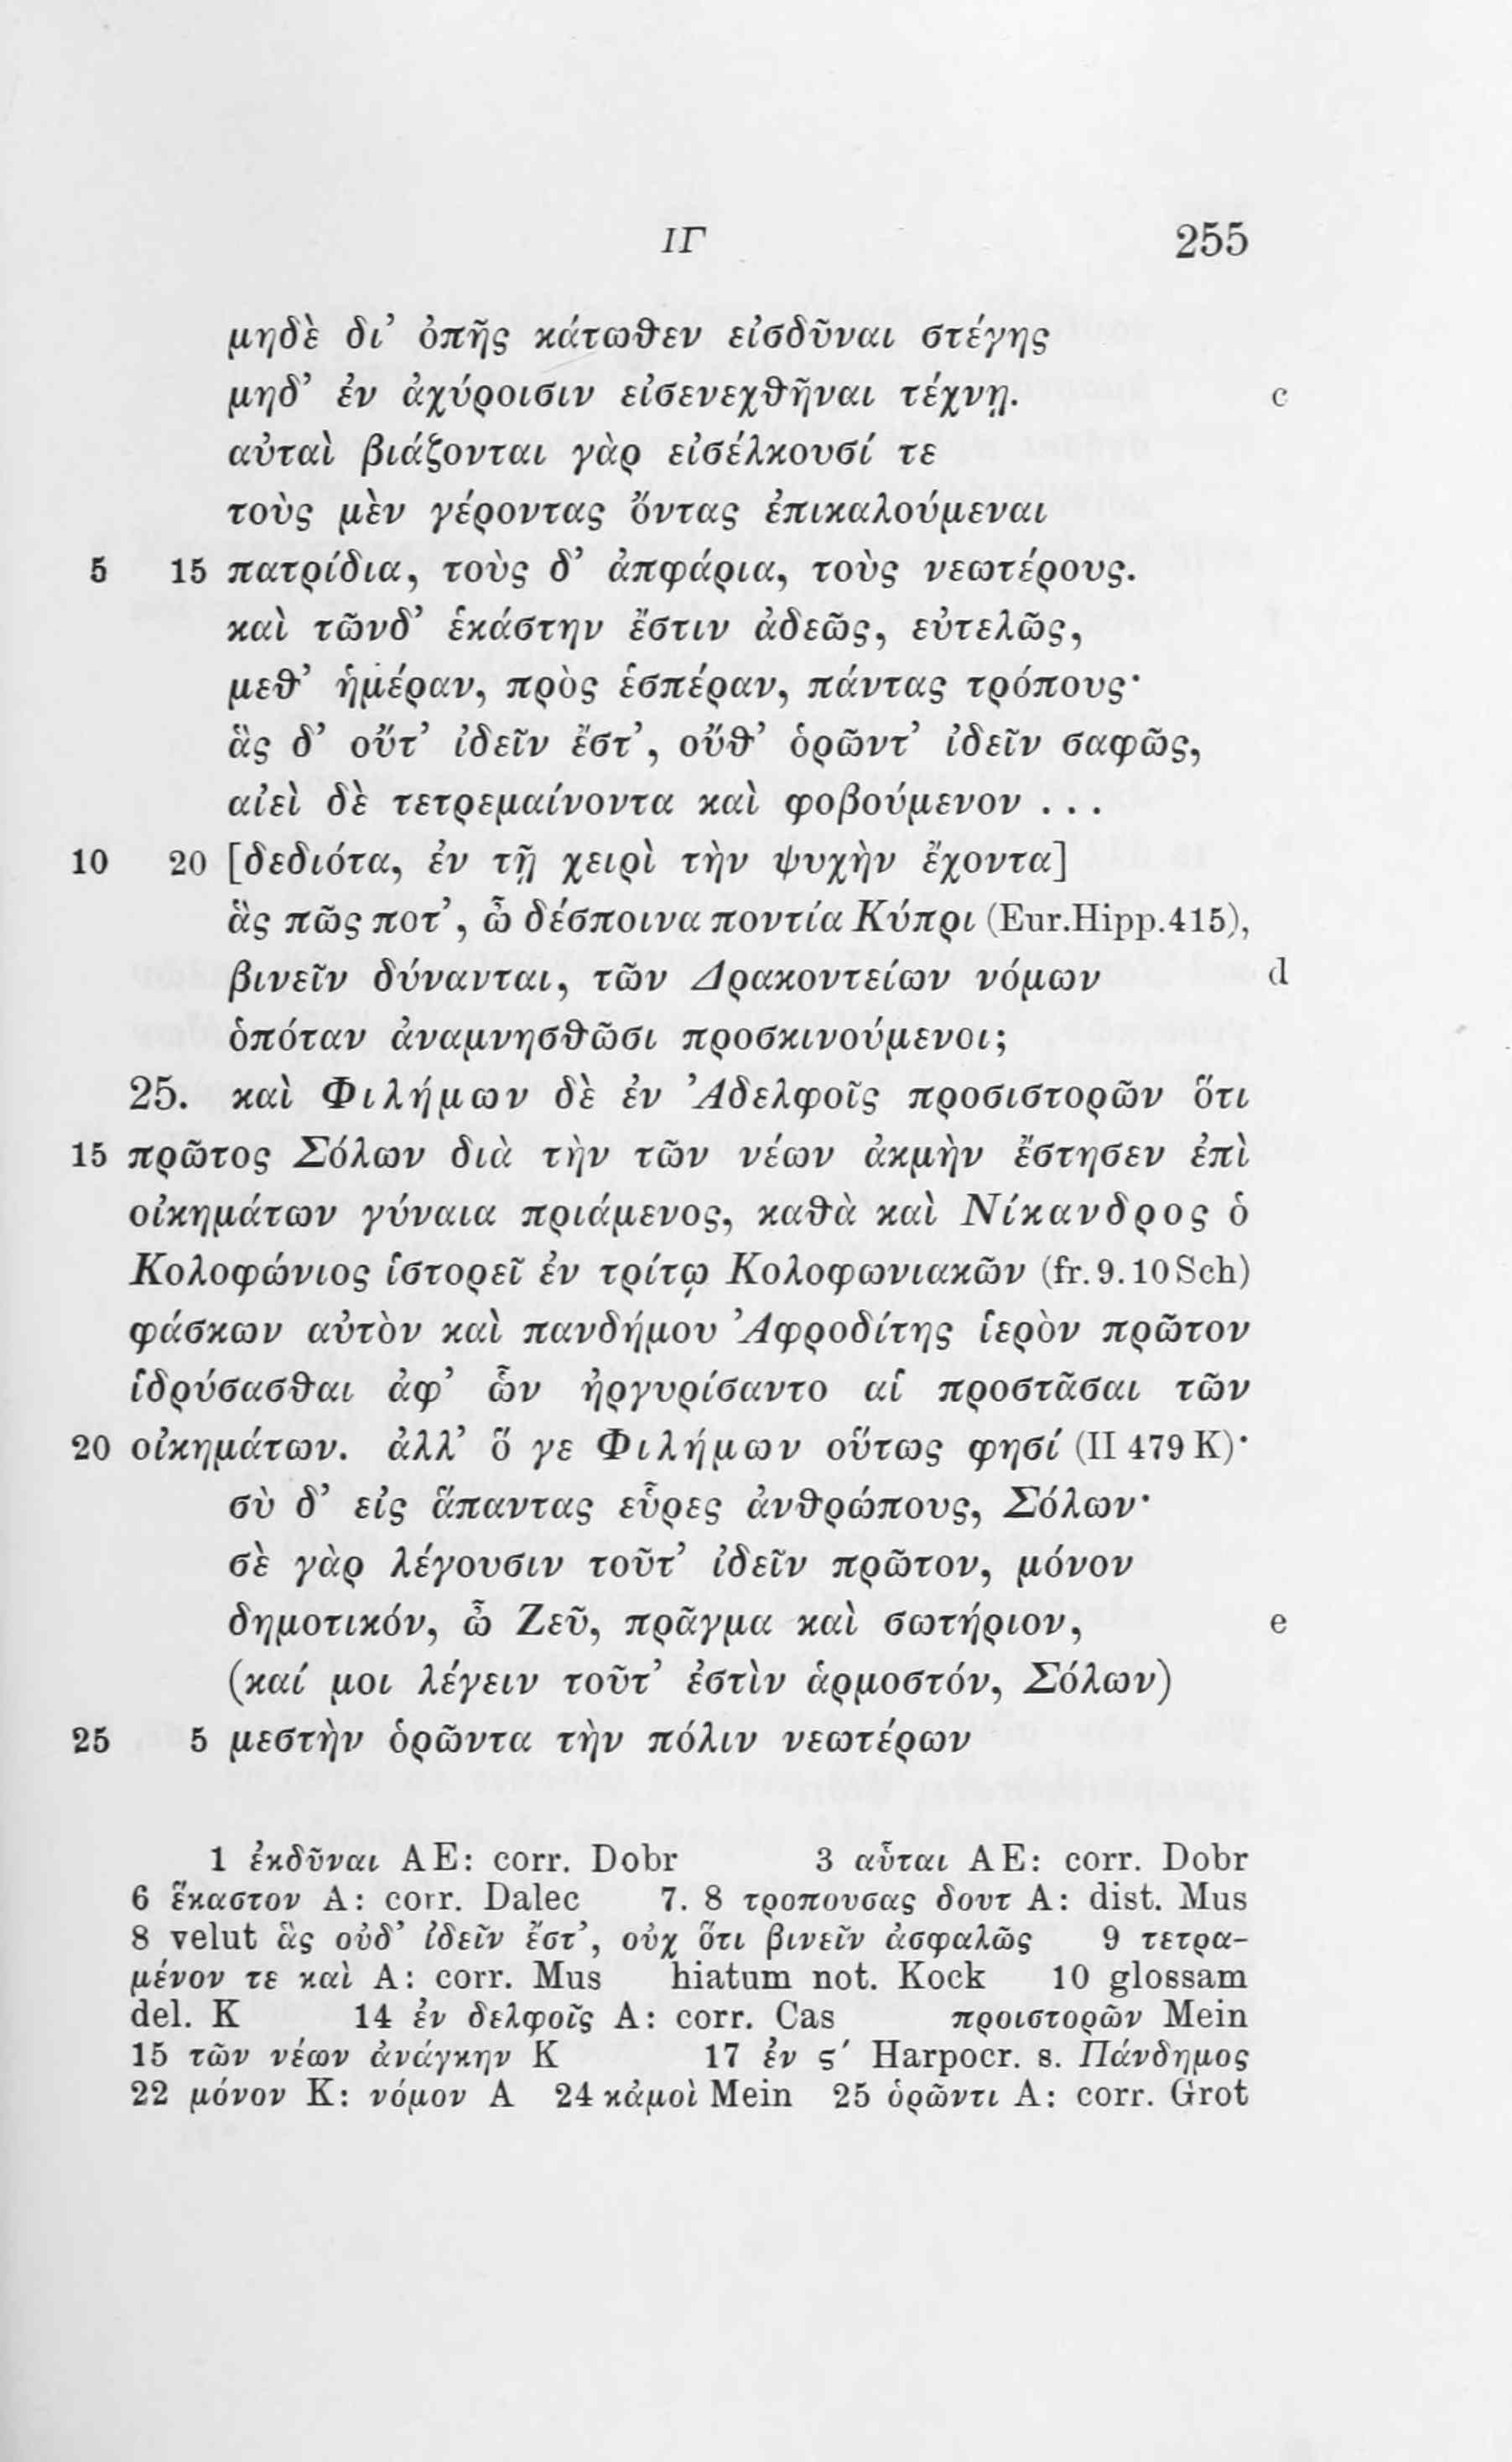 ΙΓ 255
μηδὲ δι’ ὀπῆς κάτωθεν εἰσδῦναι στέγης
μηδ’ ἐν ἀχύροισιν εἰσενεχθῆναι τέχνῃ. c
αὐταὶ βιάζονται γὰρ εἰσέλκουσί τε
τοὺς μὲν γέροντας ὄντας ἐπικαλούμεναι
5 15 πατρίδια, τοὺς δ’ ἀπφάρια, τοὺς νεωτέρους.
καὶ τῶνδ’ ἑκάστην ἔστιν ἀδεῶς, εὐτελῶς,
μεθ’ ἡμέραν, πρὸς ἑσπέραν, πάντας τρόπους·
ἃς δ’ οὔτ’ ἰδεῖν ἔστ’, οὔθ’ ὁρῶντ’ ἰδεῖν σαφῶς,
αἰεὶ δὲ τετρεμαίνοντα καὶ φοβούμενον . . .
10 20 [δεδιότα, ἐν τῇ χειρὶ τὴν ψυχὴν ἔχοντα]
ἃς πῶς ποτ’, ὦ δέσποινα ποντία Κύπρι (Eur.Hipp.415),
βινεῖν δύνανται, τῶν Δρακοντείων νόμων d
ὁπόταν ἀναμνησθῶσι προσκινούμενοι;
25. καὶ Φιλήμων δὲ ἐν Ἀδελφοῖς προσιστορῶν ὅτι
15 πρῶτος Σόλων διὰ τὴν τῶν νέων ἀκμὴν ἔστησεν ἐπὶ
οἰκημάτων γύναια πριάμενος, καθὰ καὶ Νίκανδρος ὁ
Κολοφώνιος ἱστορεῖ ἐν τρίτῳ Κολοφωνιακῶν (fr. 9. 10 Sch)
φάσκων αὐτὸν καὶ πανδήμου Ἀφροδίτης ἱερὸν πρῶτον
ἱδρύσασθαι ἀφ’ ὧν ἠργυρίσαντο αἱ προστᾶσαι τῶν
20 οἰκημάτων. ἀλλ’ ὅ γε Φιλήμων οὕτως φησί (II 479 K)·
σὺ δ’ εἰς ἅπαντας εὗρες ἀνθρώπους, Σόλων·
σὲ γὰρ λέγουσιν τοῦτ’ ἰδεῖν πρῶτον, μόνον
δημοτικόν, ὦ Ζεῦ, πρᾶγμα καὶ σωτήριον, e
(καί μοι λέγειν τοῦτ’ ἐστὶν ἁρμοστόν, Σόλων)
25 5 μεστὴν ὁρῶντα τὴν πόλιν νεωτέρων
1 ἐκδῦναι AE: corr. Dobr 3 αὗται AE: corr. Dobr
6 ἕκαστον A: corr. Dalec 7. 8 τροπουσας δουτ A: dist. Mus
8 velut ἃς οὐδ’ ἰδεῖν ἔστ’, οὐχ ὅτι βινεῖν ἀσφαλῶς 9 τετρα-
μένον τε καὶ A: corr. Mus hiatum not. Kock 10 glossam
del. K 14 ἐν δελφοῖς A: corr. Cas προιστορῶν Mein
15 τῶν νέων ἀνάγκην K 17 ἐν ς′ Harpocr. s. Πάνδημος
22 μόνον K: νόμον A 24 κἀμοὶ Mein 25 ὁρῶντι A: corr. Grot